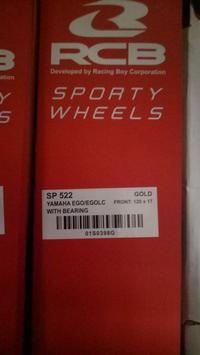 RCB
Developed by Racing Boy Corporation
SPORTY
WHEELS
SP 522 GOLD
YAMAHA EGO/EGOLC FRONT: 120 x 17
WITH BEARING
01S0398G